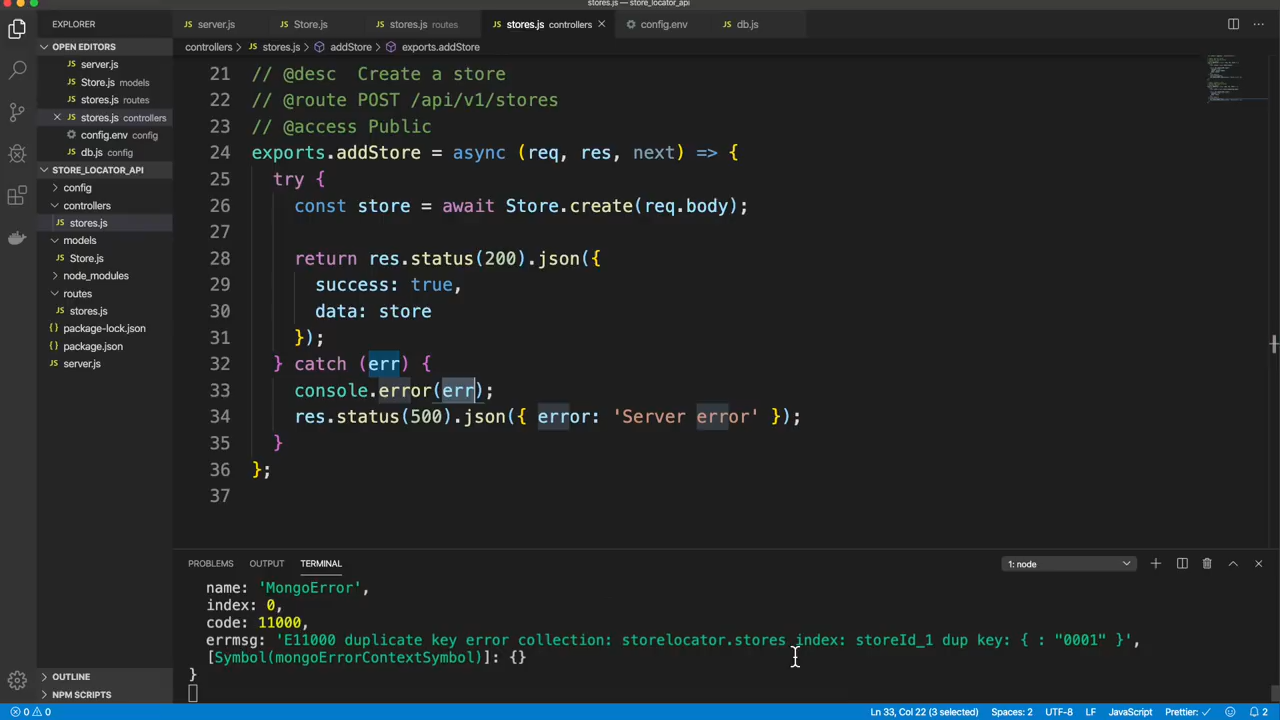 stores.js — store_locator_api
EXPLORER
server.js
Store.js
stores.js routes
stores.js controllers
config.env
db.js
OPEN EDITORS
server.js
Store.js models
stores.js routes
stores.js controllers
config.env config
db.js config
STORE_LOCATOR_API
config
controllers
stores.js
models
Store.js
node_modules
routes
stores.js
package-lock.json
package.json
server.js
OUTLINE
NPM SCRIPTS
controllers > stores.js > addStore > exports.addStore
21 // @desc  Create a store
22 // @route POST /api/v1/stores
23 // @access Public
24 exports.addStore = async (req, res, next) => {
25   try {
26     const store = await Store.create(req.body);
27
28     return res.status(200).json({
29       success: true,
30       data: store
31     });
32   } catch (err) {
33     console.error(err);
34     res.status(500).json({ error: 'Server error' });
35   }
36 };
37
PROBLEMS OUTPUT TERMINAL 1: node
name: 'MongoError',
index: 0,
code: 11000,
errmsg: 'E11000 duplicate key error collection: storelocator.stores index: storeId_1 dup key: { : "0001" }',
[Symbol(mongoErrorContextSymbol)]: {}
}
0 0 Ln 33, Col 22 (3 selected) Spaces: 2 UTF-8 LF JavaScript Prettier: ✓ 2